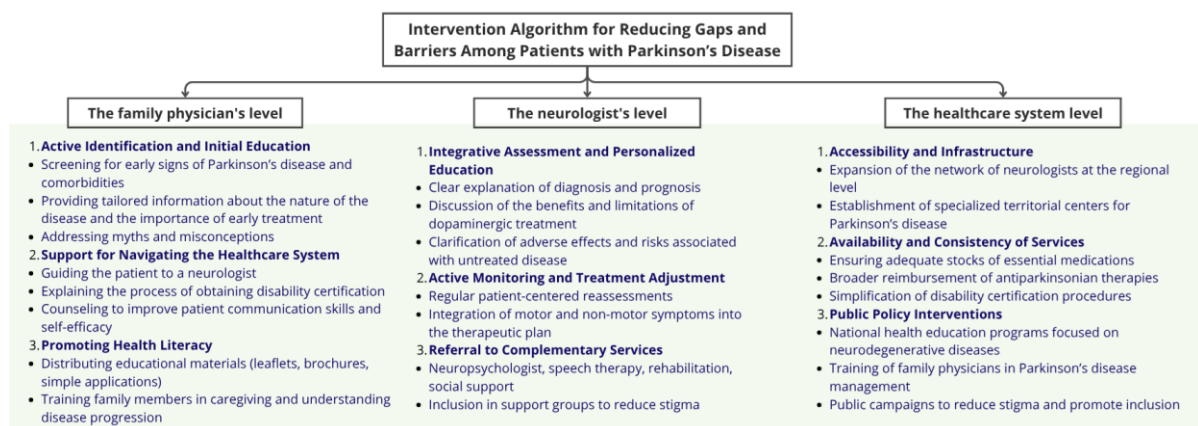 Intervention Algorithm for Reducing Gaps and
Barriers Among Patients with Parkinson's Disease
The family physician's level
1. Active Identification and Initial Education
• Screening for early signs of Parkinson's disease and
comorbidities
• Providing tailored information about the nature of the
disease and the importance of early treatment
• Addressing myths and misconceptions
2. Support for Navigating the Healthcare System
• Guiding the patient to a neurologist
• Explaining the process of obtaining disability certification
• Counseling to improve patient communication skills and
self-efficacy
3. Promoting Health Literacy
• Distributing educational materials (leaflets, brochures,
simple applications)
• Training family members in caregiving and understanding
disease progression
The neurologist's level
1. Integrative Assessment and Personalized
Education
• Clear explanation of diagnosis and prognosis
• Discussion of the benefits and limitations of
dopaminergic treatment
• Clarification of adverse effects and risks associated
with untreated disease
2. Active Monitoring and Treatment Adjustment
• Regular patient-centered reassessments
• Integration of motor and non-motor symptoms into
the therapeutic plan
3. Referral to Complementary Services
• Neuropsychologist, speech therapy, rehabilitation,
social support
• Inclusion in support groups to reduce stigma
The healthcare system level
1. Accessibility and Infrastructure
• Expansion of the network of neurologists at the regional
level
• Establishment of specialized territorial centers for
Parkinson's disease
2. Availability and Consistency of Services
• Ensuring adequate stocks of essential medications
• Broader reimbursement of antiparkinsonian therapies
• Simplification of disability certification procedures
3. Public Policy Interventions
• National health education programs focused on
neurodegenerative diseases
• Training of family physicians in Parkinson's disease
management
• Public campaigns to reduce stigma and promote inclusion